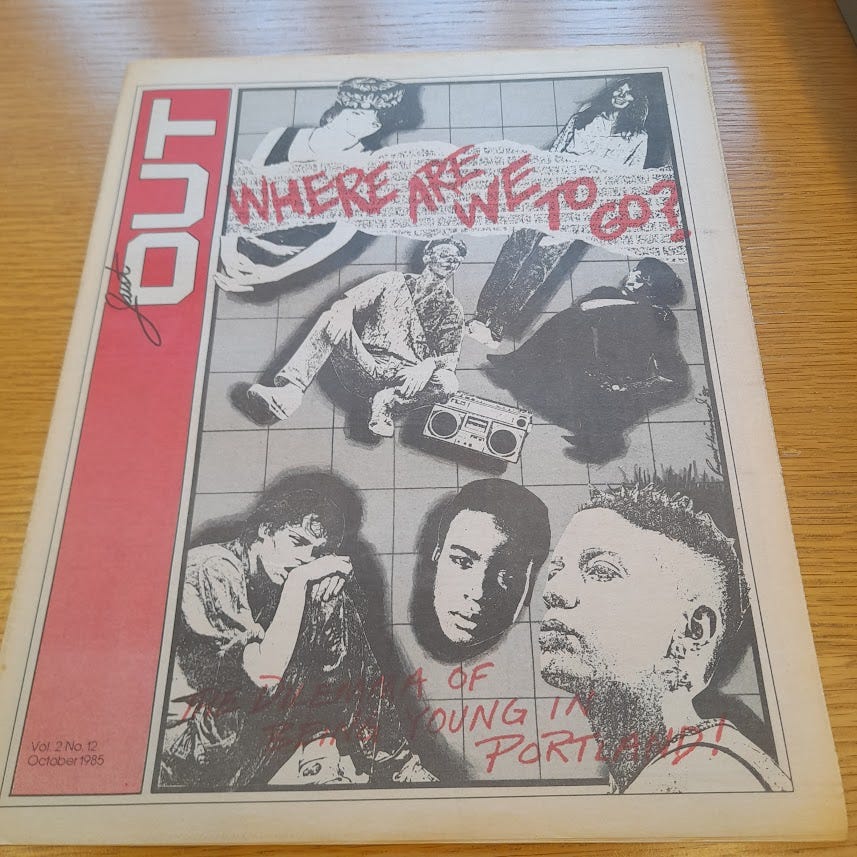 Just
OUT
WHERE ARE WE TO GO?
THE DILEMMA OF
BEING YOUNG IN
PORTLAND!
Vol. 2 No. 12
October 1985